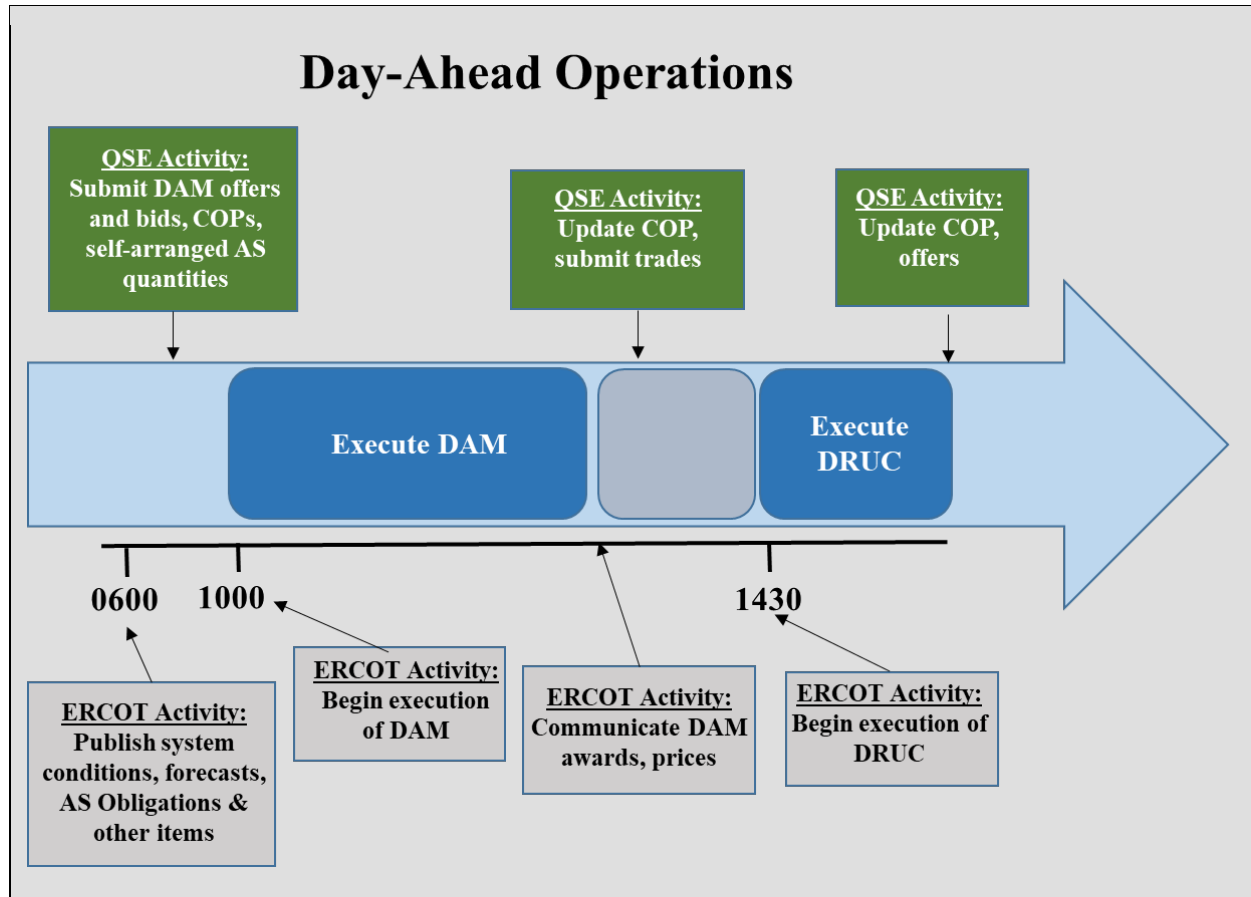 Day-Ahead Operations
QSE Activity:
Submit DAM offers
and bids, COPs,
self-arranged AS
quantities
QSE Activity:
Update COP,
submit trades
QSE Activity:
Update COP,
offers
Execute DAM
Execute
DRUC
0600
1000
1430
ERCOT Activity:
Publish system
conditions, forecasts,
AS Obligations &
other items
ERCOT Activity:
Begin execution
of DAM
ERCOT Activity:
Communicate DAM
awards, prices
ERCOT Activity:
Begin execution of
DRUC